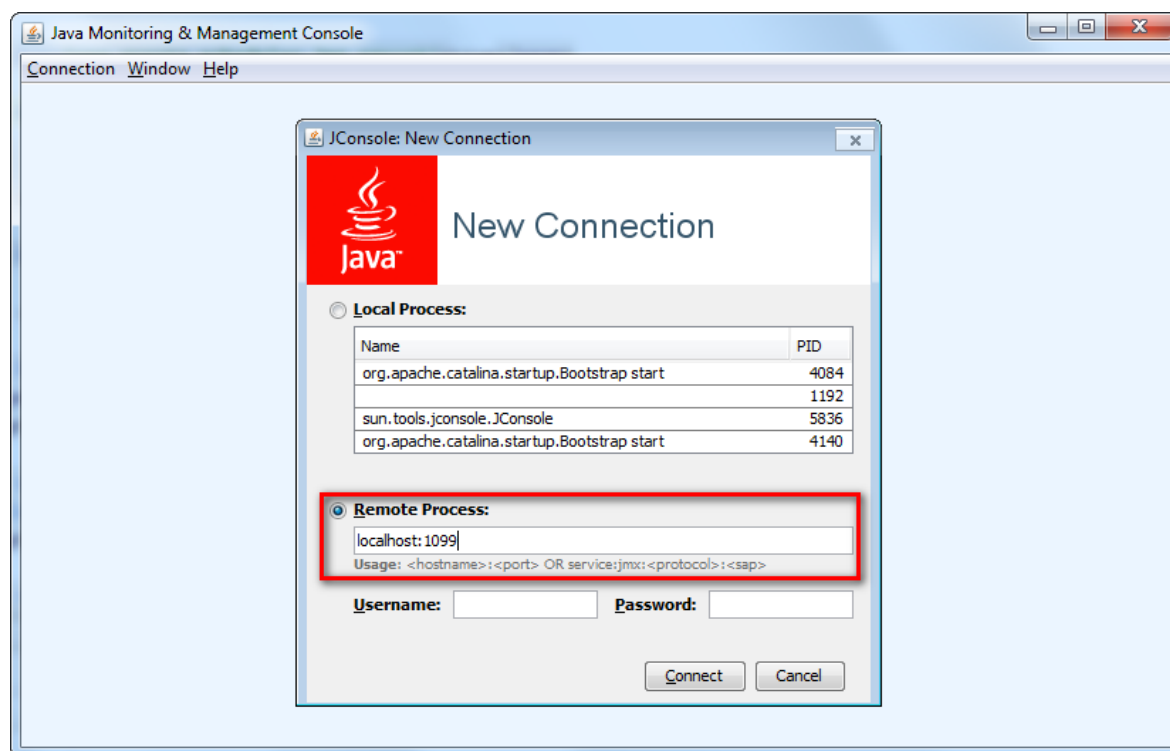 Java Monitoring & Management Console
Connection Window Help
JConsole: New Connection
Java™
New Connection
Local Process:
Name PID
org.apache.catalina.startup.Bootstrap start 4084
1192
sun.tools.jconsole.JConsole 5836
org.apache.catalina.startup.Bootstrap start 4140
Remote Process:
localhost:1099
Usage: <hostname>:<port> OR service:jmx:<protocol>:<sap>
Username: Password:
Connect Cancel